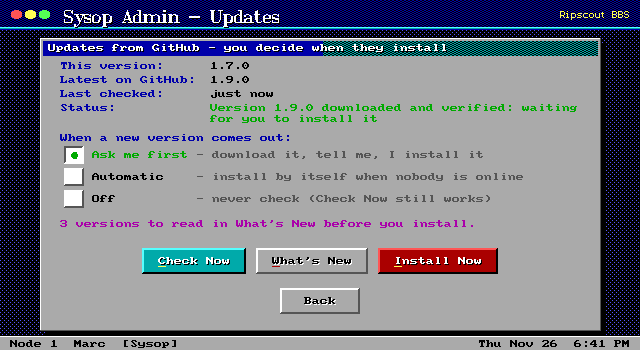 Sysop Admin — Updates
Ripscout BBS
Updates from GitHub - you decide when they install
This version: 1.7.0
Latest on GitHub: 1.9.0
Last checked: just now
Status: Version 1.9.0 downloaded and verified: waiting
for you to install it
When a new version comes out:
Ask me first - download it, tell me, I install it
Automatic - install by itself when nobody is online
Off - never check (Check Now still works)
3 versions to read in What's New before you install.
Check Now What's New Install Now
Back
Node 1 Marc [Sysop] Thu Nov 26 6:41 PM